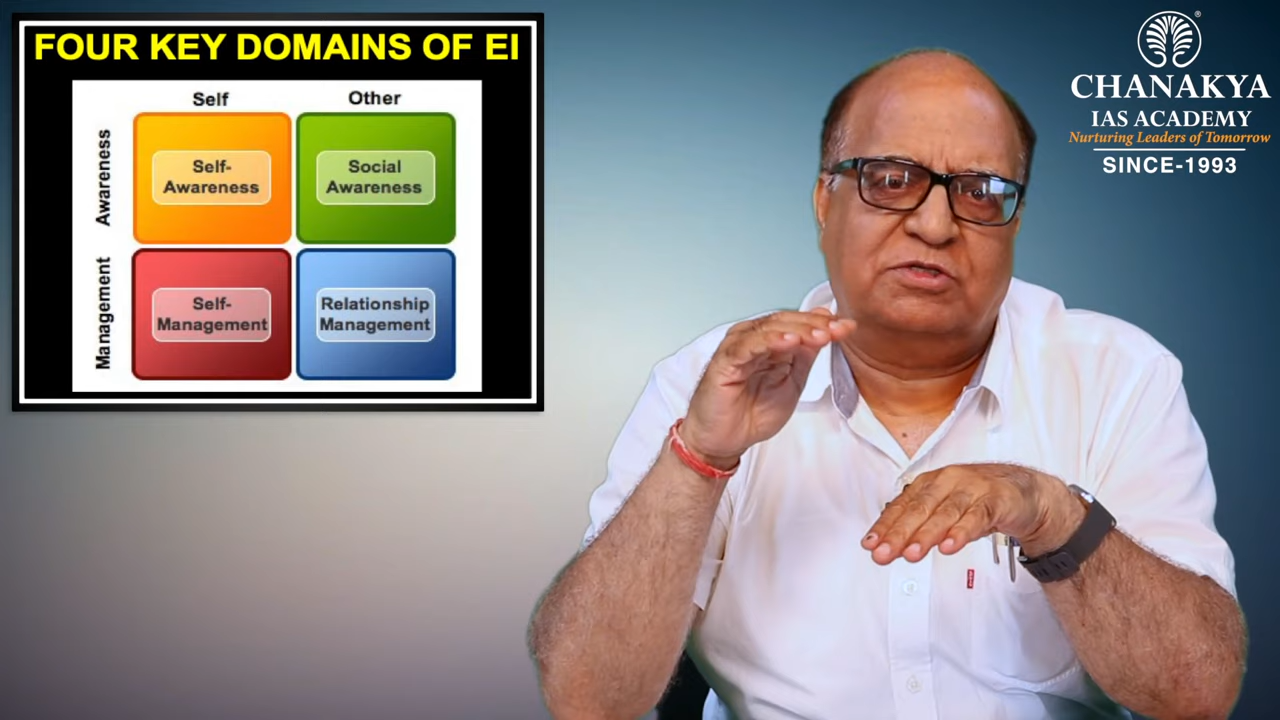 FOUR KEY DOMAINS OF EI
Self
Other
Awareness
Self-
Awareness
Social
Awareness
Management
Self-
Management
Relationship
Management
®
CHANAKYA
IAS ACADEMY
Nurturing Leaders of Tomorrow
SINCE-1993